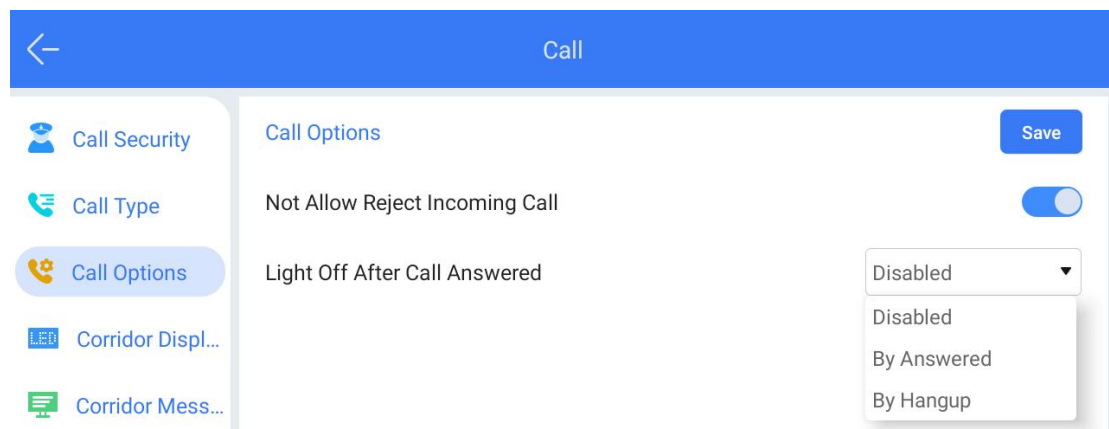 Call
Call Security
Call Type
Call Options
LED
Corridor Displ...
Corridor Mess...
Call Options
Save
Not Allow Reject Incoming Call
Light Off After Call Answered
Disabled
Disabled
By Answered
By Hangup